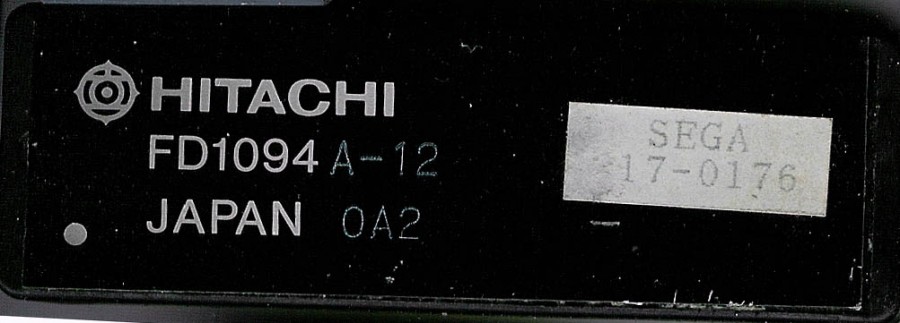 HITACHI
FD1094 A-12
JAPAN 0A2
SEGA
17-0176